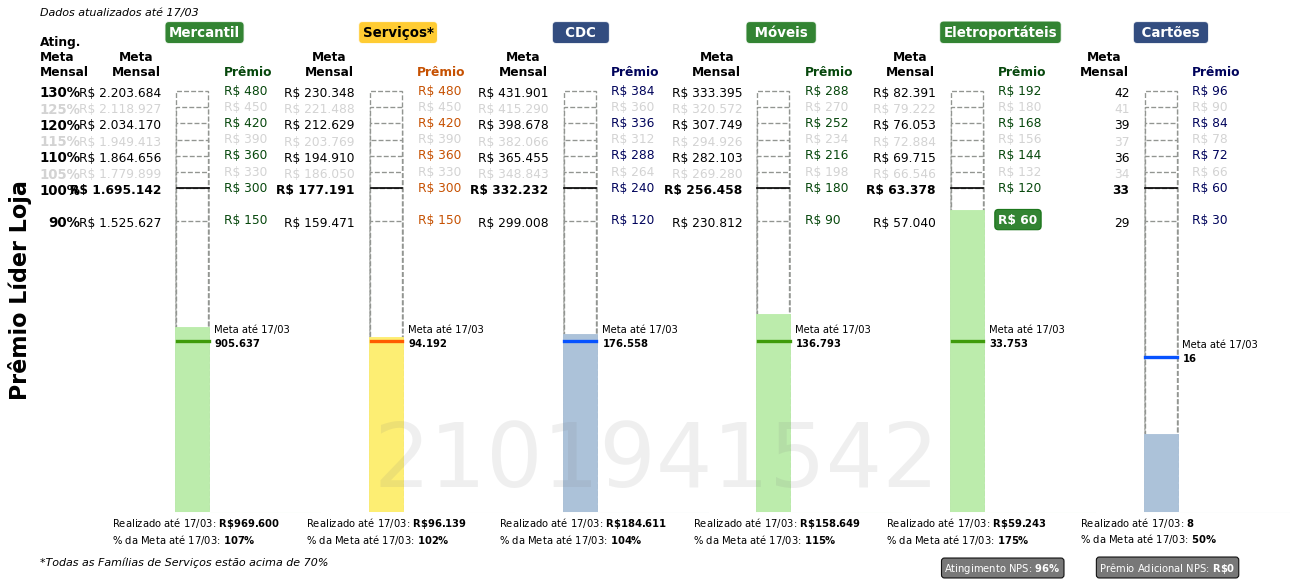 Dados atualizados até 17/03
Mercantil Serviços* CDC Móveis Eletroportáteis Cartões
Ating. Meta Mensal
Meta Mensal Prêmio Meta Mensal Prêmio Meta Mensal Prêmio Meta Mensal Prêmio Meta Mensal Prêmio Meta Mensal Prêmio
130% R$ 2.203.684 R$ 480 R$ 230.348 R$ 480 R$ 431.901 R$ 384 R$ 333.395 R$ 288 R$ 82.391 R$ 192 42 R$ 96
125% R$ 2.118.927 R$ 450 R$ 221.488 R$ 450 R$ 415.290 R$ 360 R$ 320.572 R$ 270 R$ 79.222 R$ 180 41 R$ 90
120% R$ 2.034.170 R$ 420 R$ 212.629 R$ 420 R$ 398.678 R$ 336 R$ 307.749 R$ 252 R$ 76.053 R$ 168 39 R$ 84
115% R$ 1.949.413 R$ 390 R$ 203.769 R$ 390 R$ 382.066 R$ 312 R$ 294.926 R$ 234 R$ 72.884 R$ 156 37 R$ 78
110% R$ 1.864.656 R$ 360 R$ 194.910 R$ 360 R$ 365.455 R$ 288 R$ 282.103 R$ 216 R$ 69.715 R$ 144 36 R$ 72
105% R$ 1.779.899 R$ 330 R$ 186.050 R$ 330 R$ 348.843 R$ 264 R$ 269.280 R$ 198 R$ 66.546 R$ 132 34 R$ 66
100% R$ 1.695.142 R$ 300 R$ 177.191 R$ 300 R$ 332.232 R$ 240 R$ 256.458 R$ 180 R$ 63.378 R$ 120 33 R$ 60
90% R$ 1.525.627 R$ 150 R$ 159.471 R$ 150 R$ 299.008 R$ 120 R$ 230.812 R$ 90 R$ 57.040 R$ 60 29 R$ 30
Prêmio Líder Loja
Meta até 17/03 Meta até 17/03 Meta até 17/03 Meta até 17/03 Meta até 17/03 Meta até 17/03
905.637 94.192 176.558 136.793 33.753 16
2101941542
Realizado até 17/03: R$969.600 Realizado até 17/03: R$96.139 Realizado até 17/03: R$184.611 Realizado até 17/03: R$158.649 Realizado até 17/03: R$59.243 Realizado até 17/03: 8
% da Meta até 17/03: 107% % da Meta até 17/03: 102% % da Meta até 17/03: 104% % da Meta até 17/03: 115% % da Meta até 17/03: 175% % da Meta até 17/03: 50%
*Todas as Famílias de Serviços estão acima de 70%
Atingimento NPS: 96% Prêmio Adicional NPS: R$0